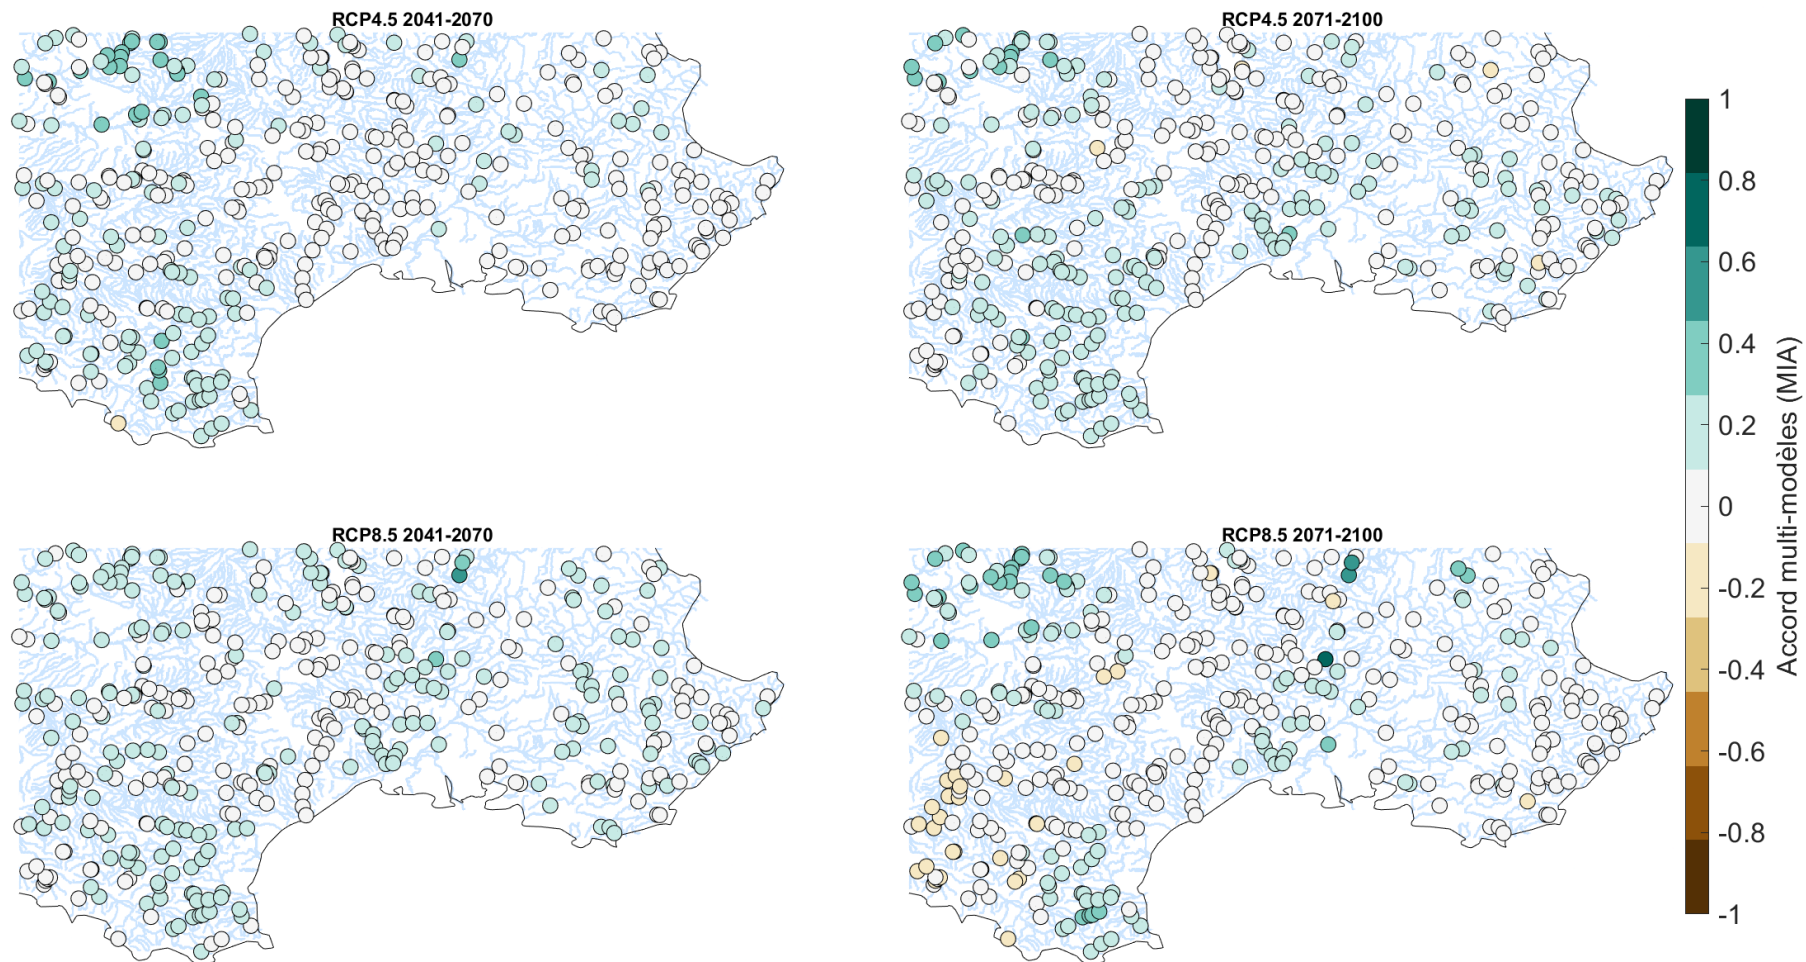 RCP4.5 2041-2070
RCP4.5 2071-2100
RCP8.5 2041-2070
RCP8.5 2071-2100
1
0.8
0.6
0.4
0.2
0
-0.2
-0.4
-0.6
-0.8
-1
Accord multi-modèles (MIA)